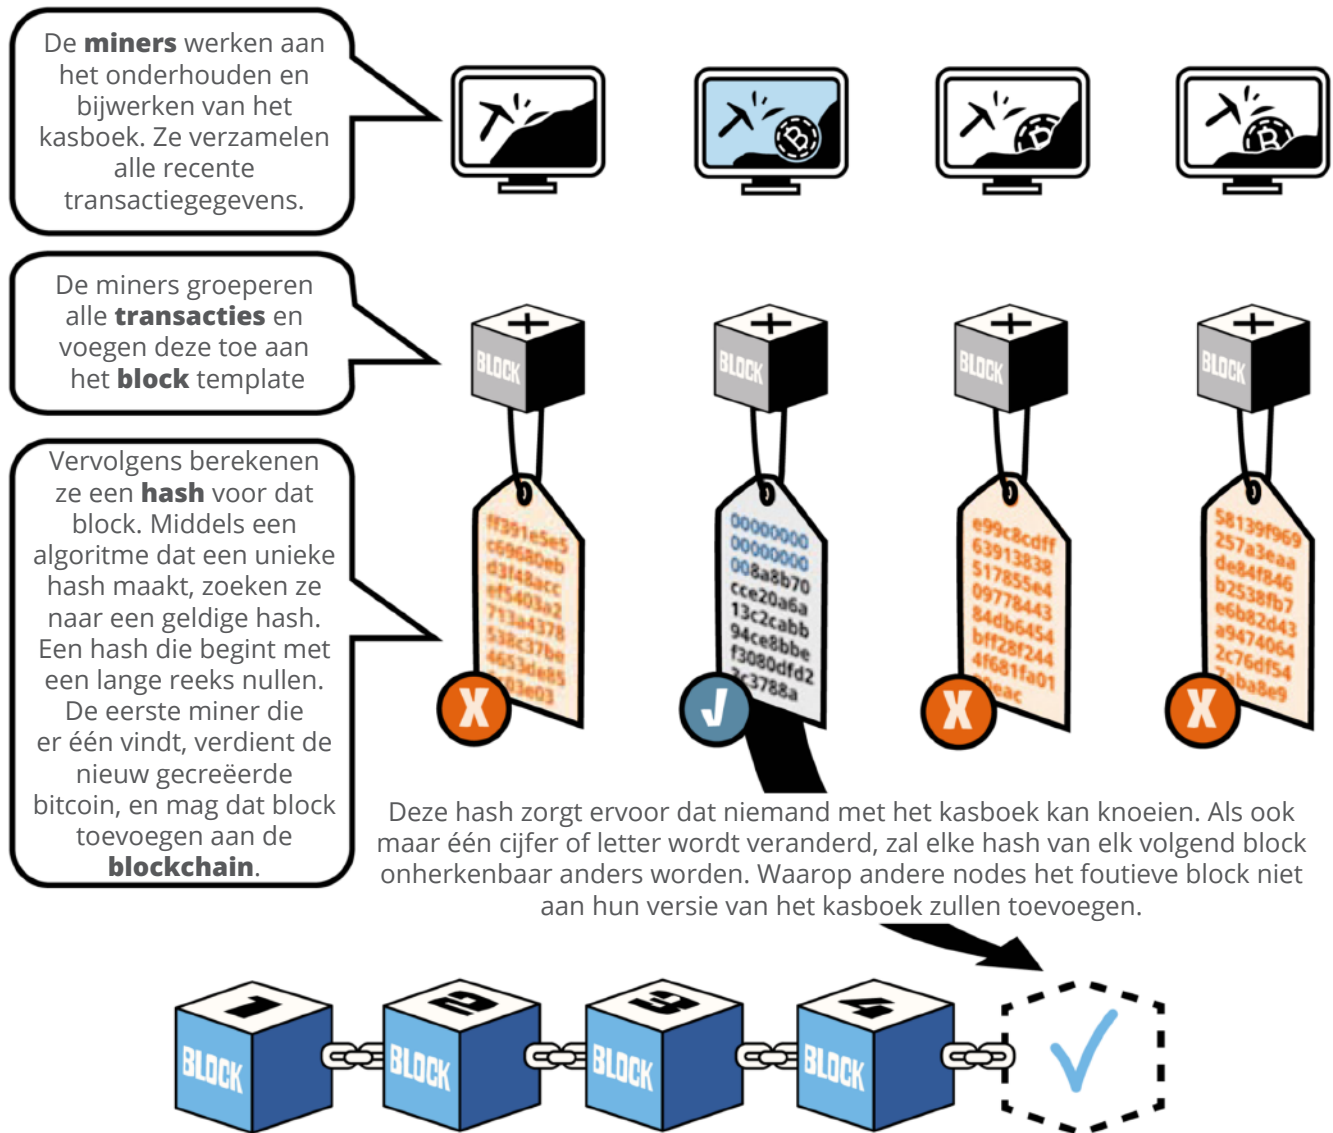 De miners werken aan
het onderhouden en
bijwerken van het
kasboek. Ze verzamelen
alle recente
transactiegegevens.
De miners groeperen
alle transacties en
voegen deze toe aan
het block template
BLOCK
BLOCK
BLOCK
BLOCK
Vervolgens berekenen
ze een hash voor dat
block. Middels een
algoritme dat een unieke
hash maakt, zoeken ze
naar een geldige hash.
Een hash die begint met
een lange reeks nullen.
De eerste miner die
er één vindt, verdient de
nieuw gecreëerde
bitcoin, en mag dat block
toevoegen aan de
blockchain.
ff391e5e5
c69680eb
d3f48acc
ef5403a2
713a4378
538c37be
4653de85
X
00000000
00000000
008a8b70
cce20a6a
13c2cabb
94ce8bbe
f3080dfd2
3788a
e99c8cdff
63913838
517855e4
09778443
84db6454
bff28f244
4f681fa01
eac
X
58139f969
257a3eaa
de84f846
b2538fb7
e6b82d43
a9474064
2c76df54
7aba8e9
X
Deze hash zorgt ervoor dat niemand met het kasboek kan knoeien. Als ook
maar één cijfer of letter wordt veranderd, zal elke hash van elk volgend block
onherkenbaar anders worden. Waarop andere nodes het foutieve block niet
aan hun versie van het kasboek zullen toevoegen.
1
BLOCK
2
BLOCK
3
BLOCK
4
BLOCK